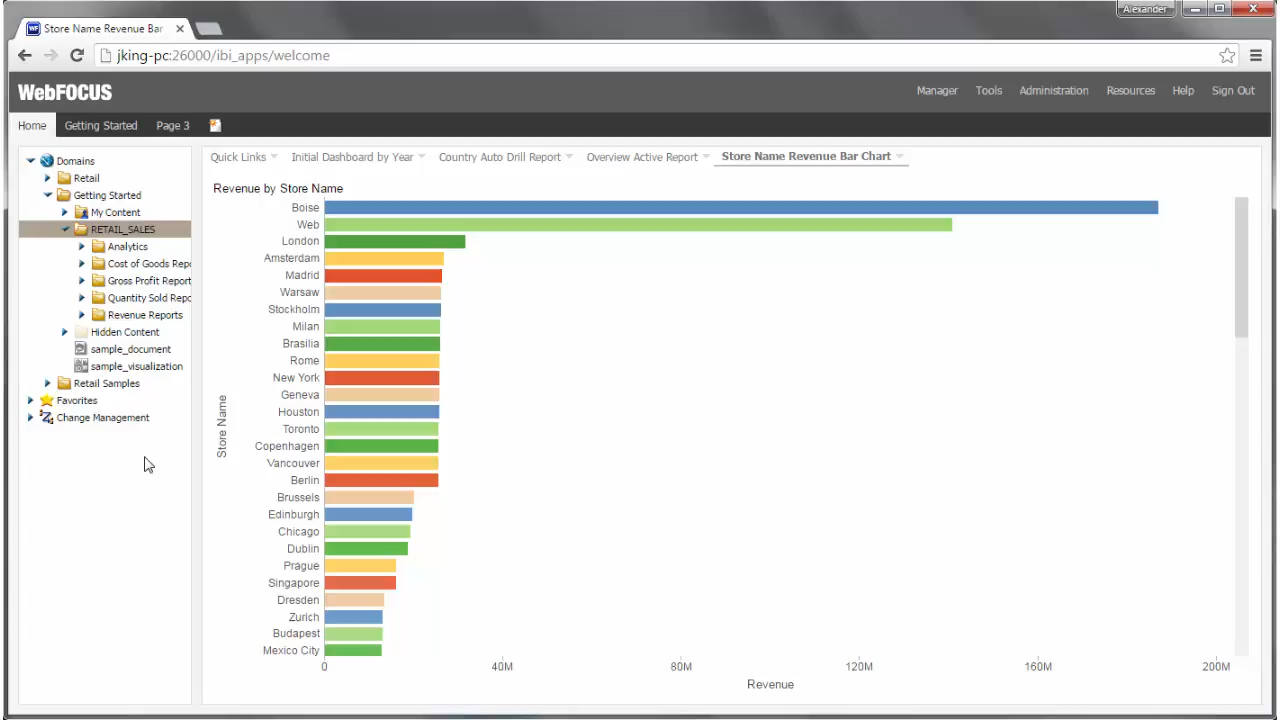 Alexander
Store Name Revenue Bar
jking-pc:26000/ibi_apps/welcome
WebFOCUS
Manager Tools Administration Resources Help Sign Out
Home Getting Started Page 3
Domains
Retail
Getting Started
My Content
RETAIL_SALES
Analytics
Cost of Goods Repo
Gross Profit Report
Quantity Sold Repo
Revenue Reports
Hidden Content
sample_document
sample_visualization
Retail Samples
Favorites
Change Management
Quick Links Initial Dashboard by Year Country Auto Drill Report Overview Active Report Store Name Revenue Bar Chart
Revenue by Store Name
Store Name
Boise
Web
London
Amsterdam
Madrid
Warsaw
Stockholm
Milan
Brasilia
Rome
New York
Geneva
Houston
Toronto
Copenhagen
Vancouver
Berlin
Brussels
Edinburgh
Chicago
Dublin
Prague
Singapore
Dresden
Zurich
Budapest
Mexico City
0 40M 80M 120M 160M 200M
Revenue